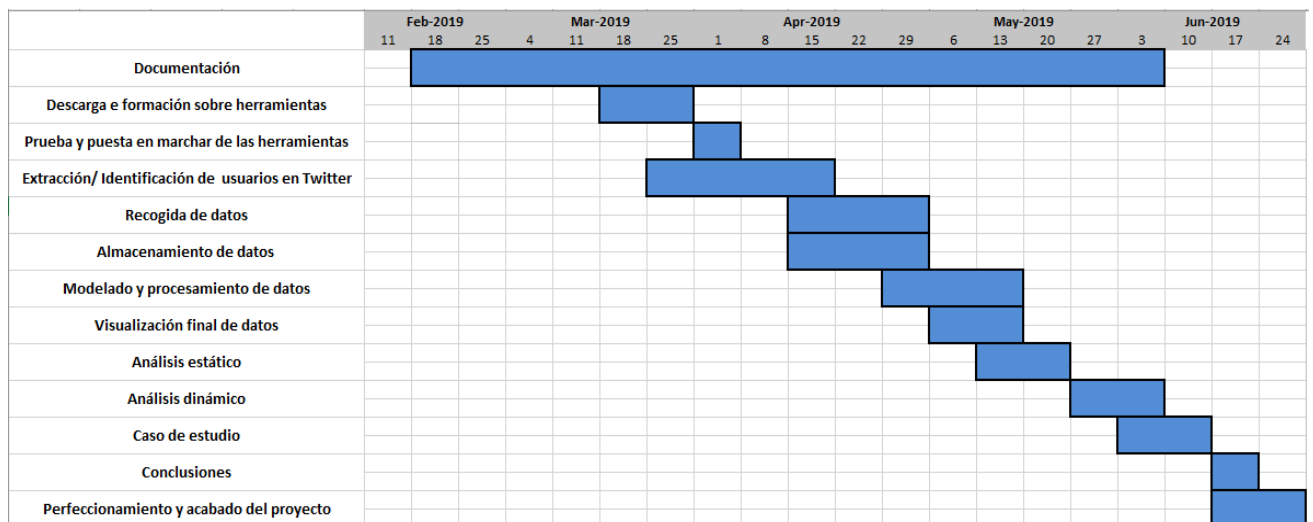 Feb-2019 Mar-2019 Apr-2019 May-2019 Jun-2019
11 18 25 4 11 18 25 1 8 15 22 29 6 13 20 27 3 10 17 24
Documentación
Descarga e formación sobre herramientas
Prueba y puesta en marchar de las herramientas
Extracción/ Identificación de usuarios en Twitter
Recogida de datos
Almacenamiento de datos
Modelado y procesamiento de datos
Visualización final de datos
Análisis estático
Análisis dinámico
Caso de estudio
Conclusiones
Perfeccionamiento y acabado del proyecto